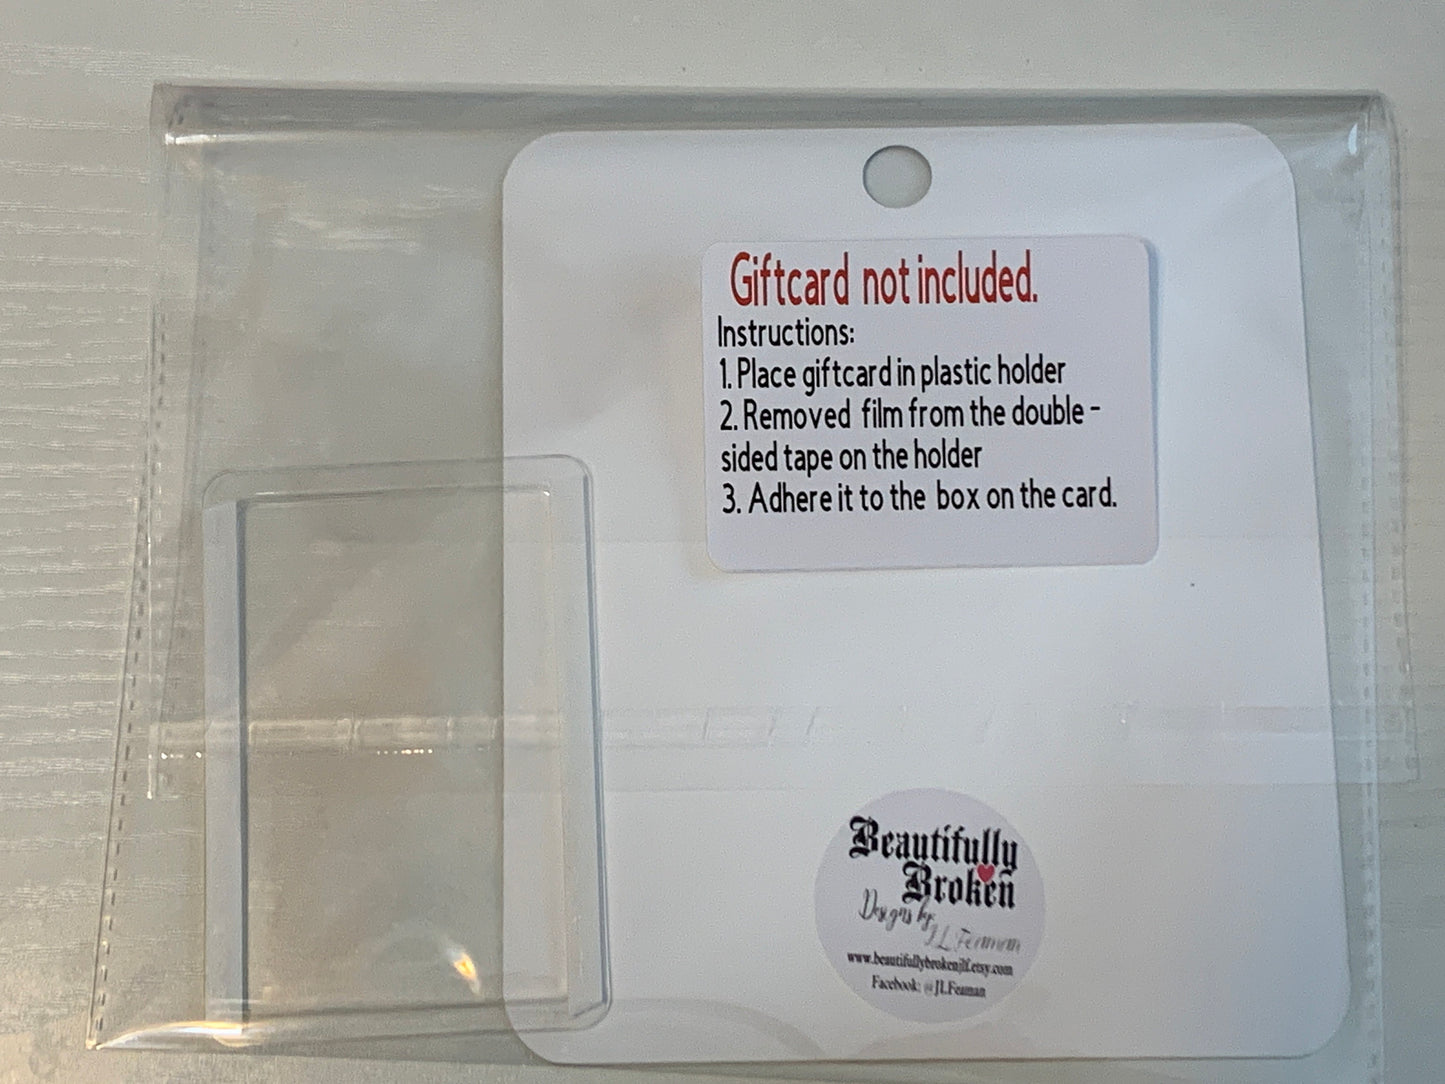 Giftcard not included.
Instructions:
1. Place giftcard in plastic holder
2. Removed film from the double -
sided tape on the holder
3. Adhere it to the box on the card.
Beautifully
Broken
Designs by:
JL Feaman
www.beautifullybrokenjlf.etsy.com
Facebook: @JLFeaman